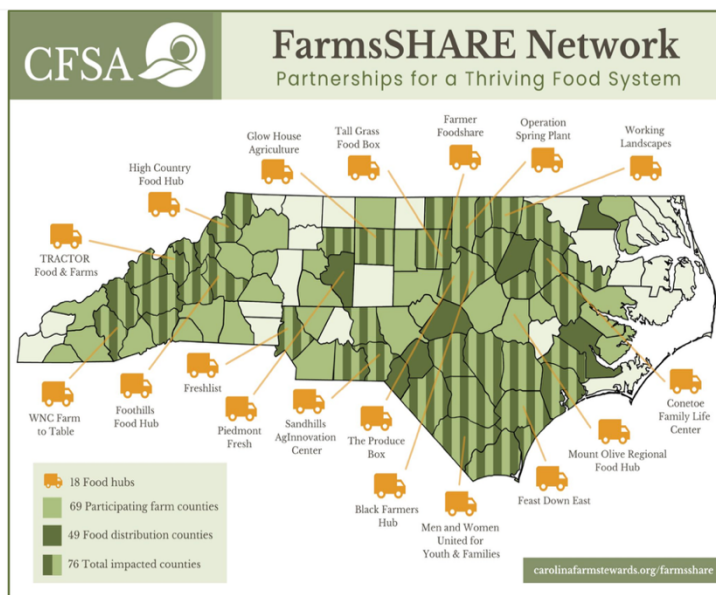 CFSA
FarmsSHARE Network
Partnerships for a Thriving Food System
High Country
Food Hub
Glow House
Agriculture
Tall Grass
Food Box
Farmer
Foodshare
Operation
Spring Plant
Working
Landscapes
TRACTOR
Food & Farms
WNC Farm
to Table
Foothills
Food Hub
Freshlist
Piedmont
Fresh
Sandhills
AgInnovation
Center
The Produce
Box
Black Farmers
Hub
Men and Women
United for
Youth & Families
Feast Down East
Mount Olive Regional
Food Hub
Conetoe
Family Life
Center
18 Food hubs
69 Participating farm counties
49 Food distribution counties
76 Total impacted counties
carolinafarmstewards.org/farmsshare